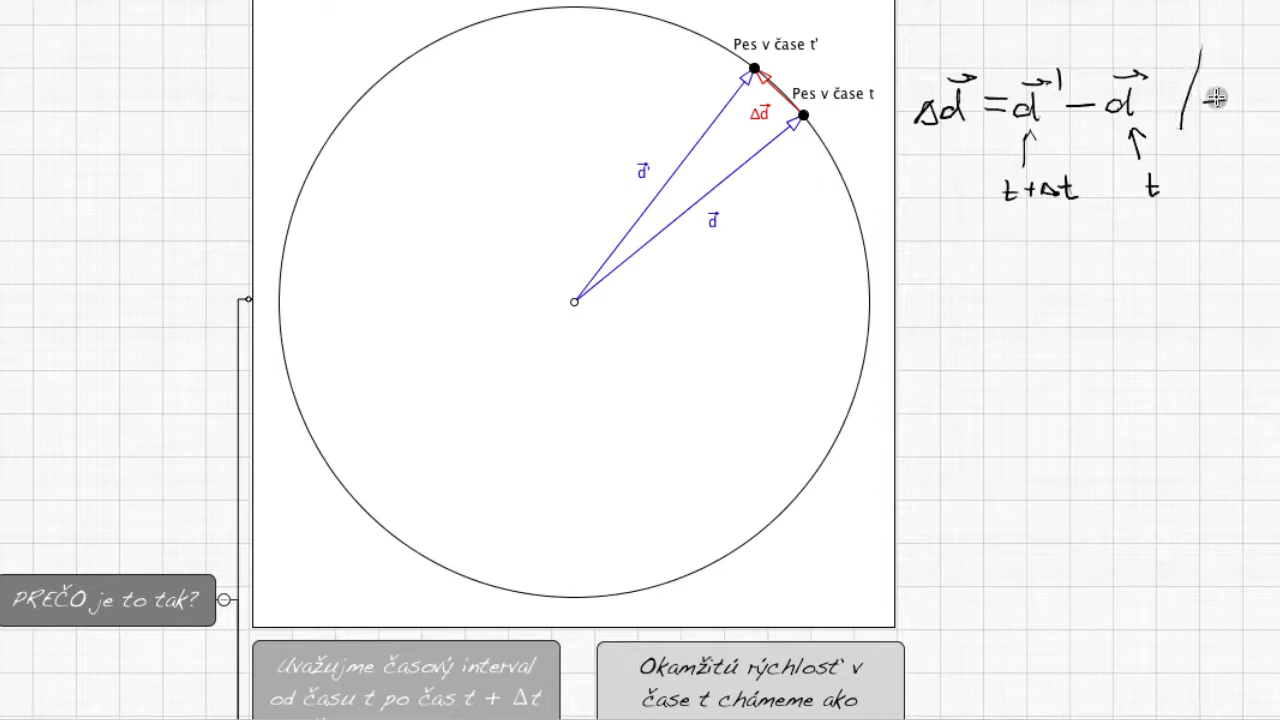 Pes v čase t'
Pes v čase t
Δd⃗
d⃗'
d⃗
Δd⃗ = d⃗' − d⃗ /
t+Δt
t
PREČO je to tak?
Uvažujme časový interval
od času t po čas t + Δt
Okamžitú rýchlosť v
čase t chámeme ako